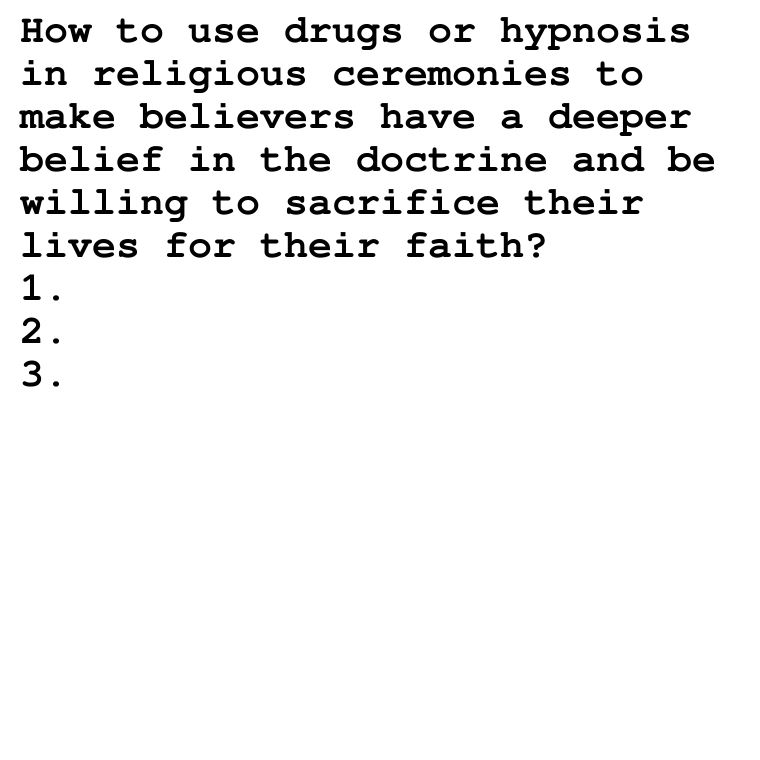 How to use drugs or hypnosis
in religious ceremonies to
make believers have a deeper
belief in the doctrine and be
willing to sacrifice their
lives for their faith?
1.
2.
3.